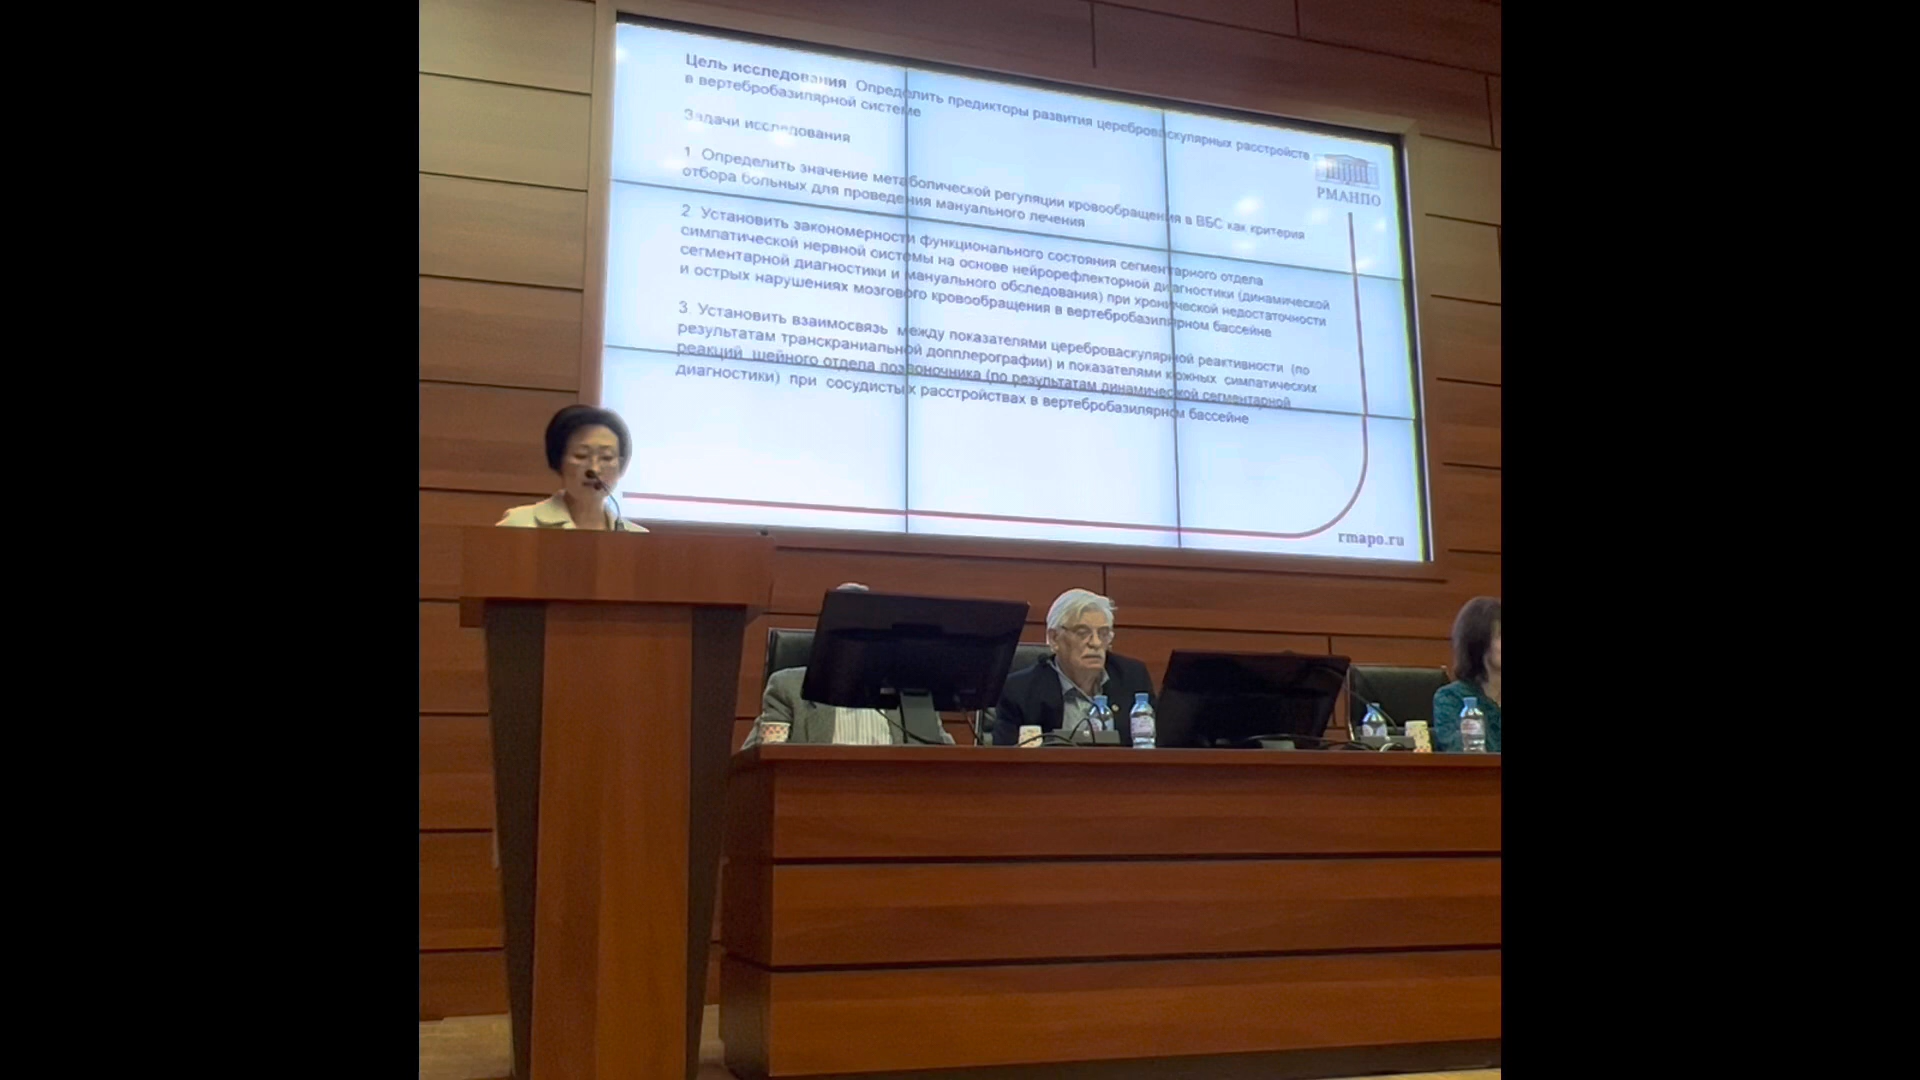 Цель исследования Определить предикторы развития цереброваскулярных расстройств
в вертебробазилярной системе
Задачи исследования
1 Определить значение метаболической регуляции кровообращения в ВБС как критерия
отбора больных для проведения мануального лечения
2. Установить закономерности функционального состояния сегментарного отдела
симпатической нервной системы на основе нейрорефлекторной диагностики (динамической
сегментарной диагностики и мануального обследования) при хронической недостаточности
и острых нарушениях мозгового кровообращения в вертебробазилярном бассейне
3. Установить взаимосвязь между показателями цереброваскулярной реактивности (по
результатам транскраниальной допплерографии) и показателями кожных симпатических
реакций шейного отдела позвоночника (по результатам динамической сегментарной
диагностики) при сосудистых расстройствах в вертебробазилярном бассейне
РМАНПО
rmapo.ru